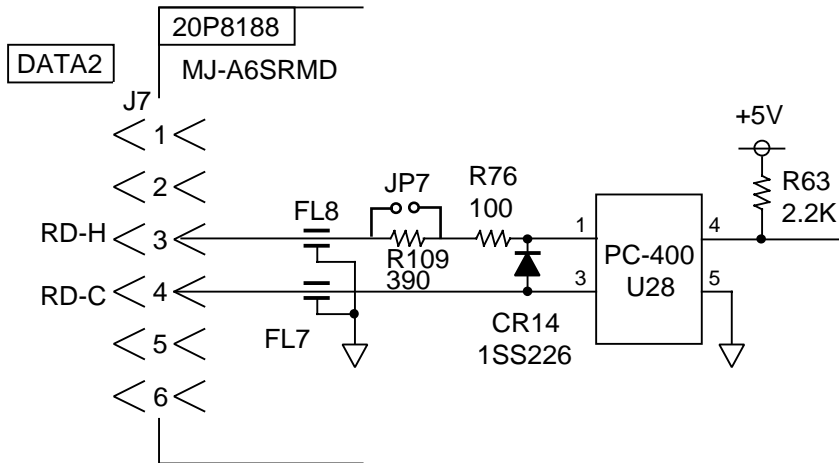 20P8188
DATA2
MJ-A6SRMD
J7
1
2
RD-H
3
RD-C
4
5
6
FL8
FL7
JP7
R109
390
R76
100
CR14
1SS226
1
3
PC-400
U28
4
5
+5V
R63
2.2K